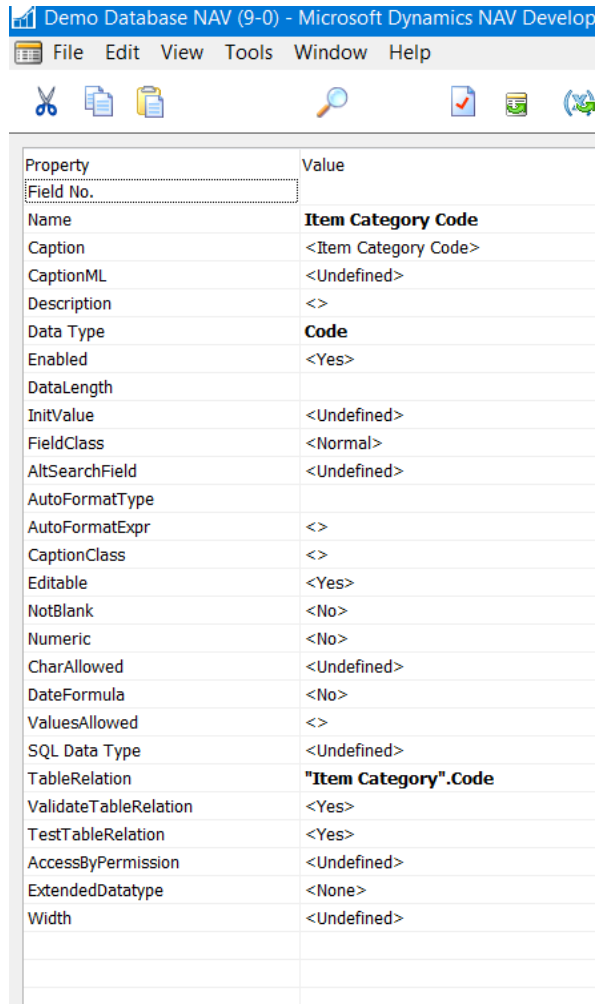 Demo Database NAV (9-0) - Microsoft Dynamics NAV Develop
File Edit View Tools Window Help
Property Value
Field No.
Name Item Category Code
Caption <Item Category Code>
CaptionML <Undefined>
Description <>
Data Type Code
Enabled <Yes>
DataLength
InitValue <Undefined>
FieldClass <Normal>
AltSearchField <Undefined>
AutoFormatType
AutoFormatExpr <>
CaptionClass <>
Editable <Yes>
NotBlank <No>
Numeric <No>
CharAllowed <Undefined>
DateFormula <No>
ValuesAllowed <>
SQL Data Type <Undefined>
TableRelation "Item Category".Code
ValidateTableRelation <Yes>
TestTableRelation <Yes>
AccessByPermission <Undefined>
ExtendedDatatype <None>
Width <Undefined>